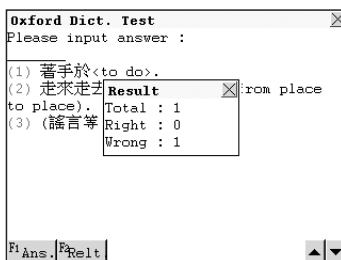 Oxford Dict. Test
Please input answer :
(1) 著手於<to do>.
(2) 走來走去 rom place
to place).
(3) (謠言等
Result
Total : 1
Right : 0
Wrong : 1
F1 Ans. F2 Relt